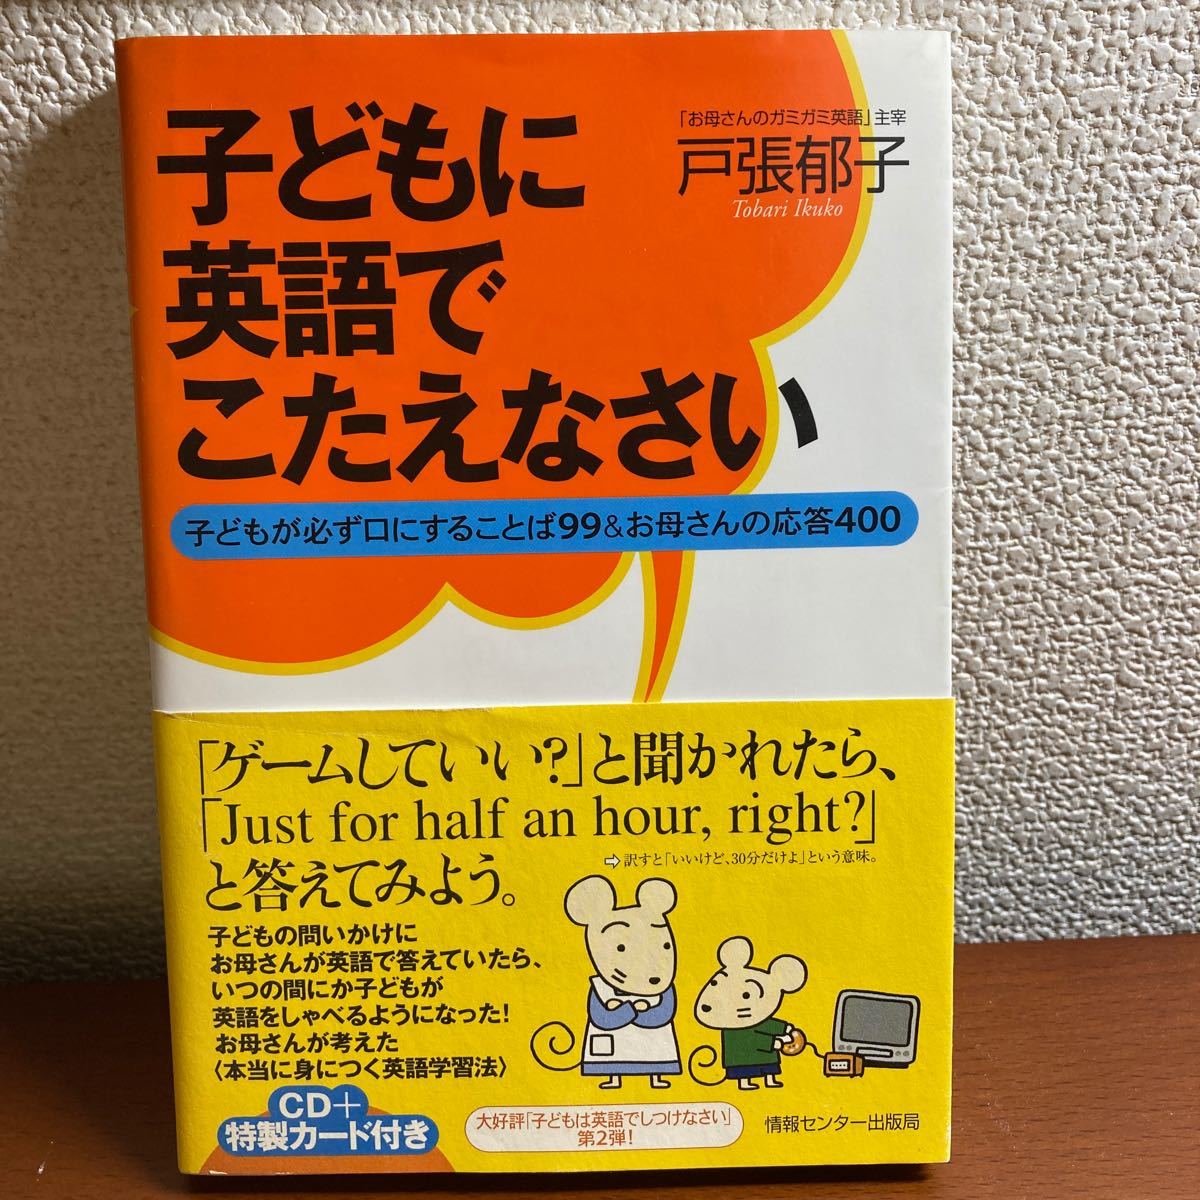 「お母さんのガミガミ英語」主宰
戸張郁子
Tobari Ikuko
子どもに
英語で
こたえなさい
子どもが必ず口にすることば99&お母さんの応答400
「ゲームしていい?」と聞かれたら、
「Just for half an hour, right?」
⇨訳すと「いいけど、30分だけよ」という意味。
と答えてみよう。
子どもの問いかけに
お母さんが英語で答えていたら、
いつの間にか子どもが
英語をしゃべるようになった!
お母さんが考えた
〈本当に身につく英語学習法〉
CD+
特製カード付き
大好評「子どもは英語でしつけなさい」
第2弾!
情報センター出版局